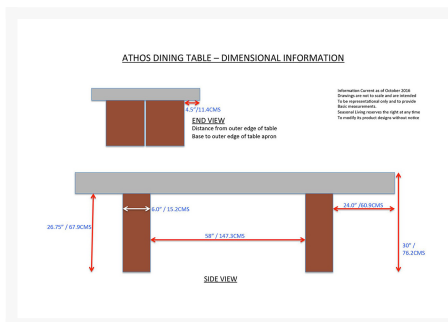 ATHOS DINING TABLE – DIMENSIONAL INFORMATION
Information Current as of October 2016
Drawings are not to scale and are intended
To be representational only and to provide
Basic measurements.
Seasonal Living reserves the right at any time
To modify its product designs without notice
4.5"/11.4CMS
END VIEW
Distance from outer edge of table
Base to outer edge of table apron
6.0" / 15.2CMS
24.0" /60.9CMS
26.75" / 67.9CMS
58" / 147.3CMS
30" /
76.2CMS
SIDE VIEW